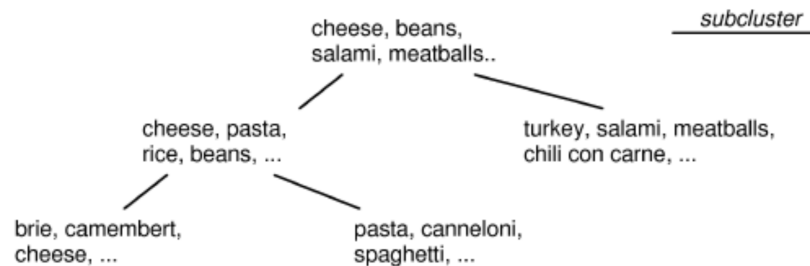 subcluster
cheese, beans,
salami, meatballs..
cheese, pasta,
rice, beans, ...
turkey, salami, meatballs,
chili con carne, ...
brie, camembert,
cheese, ...
pasta, canneloni,
spaghetti, ...